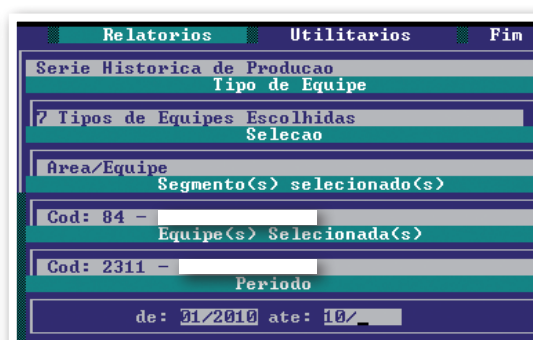 Relatorios Utilitarios Fim
Serie Historica de Producao
Tipo de Equipe
7 Tipos de Equipes Escolhidas
Selecao
Area/Equipe
Segmento(s) selecionado(s)
Cod: 84 -
Equipe(s) Selecionada(s)
Cod: 2311 -
Periodo
de: 01/2010 ate: 10/_